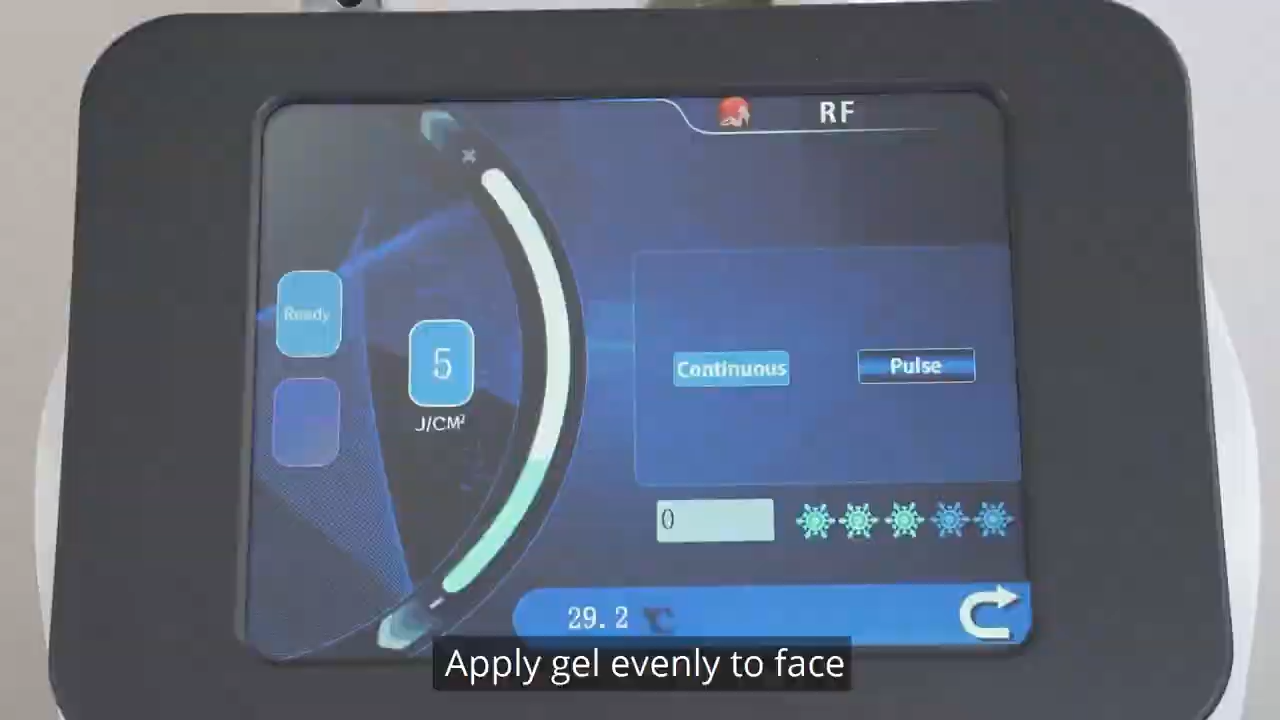 RF
Ready
5
J/CM²
Continuous
Pulse
0
29.2 ℃
Apply gel evenly to face